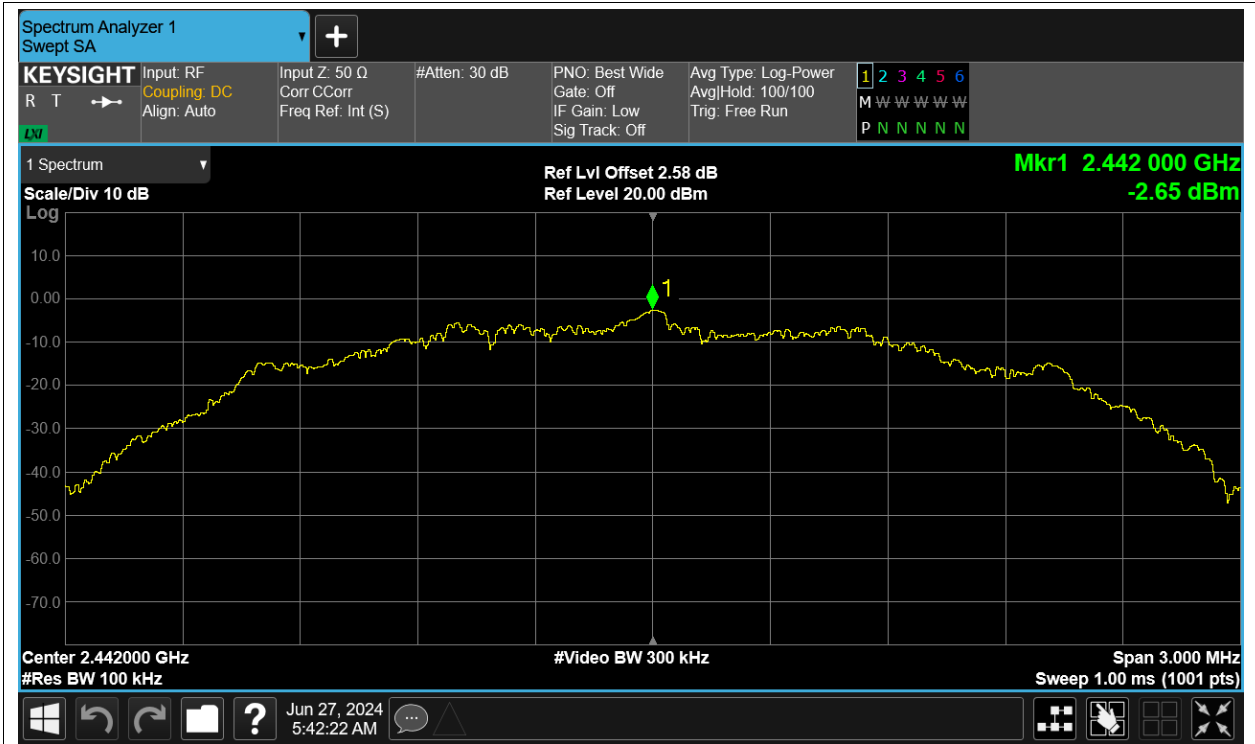 Spectrum Analyzer 1
Swept SA
KEYSIGHT
R T
LXI
Input: RF
Coupling: DC
Align: Auto
Input Z: 50 Ω
Corr CCorr
Freq Ref: Int (S)
#Atten: 30 dB
PNO: Best Wide
Gate: Off
IF Gain: Low
Sig Track: Off
Avg Type: Log-Power
Avg|Hold: 100/100
Trig: Free Run
1 2 3 4 5 6
M W W W W W
P N N N N N
1 Spectrum
Scale/Div 10 dB
Log
Ref Lvl Offset 2.58 dB
Ref Level 20.00 dBm
Mkr1 2.442 000 GHz
-2.65 dBm
1
10.0
0.00
-10.0
-20.0
-30.0
-40.0
-50.0
-60.0
-70.0
Center 2.442000 GHz
#Video BW 300 kHz
Span 3.000 MHz
#Res BW 100 kHz
Sweep 1.00 ms (1001 pts)
?
Jun 27, 2024
5:42:22 AM